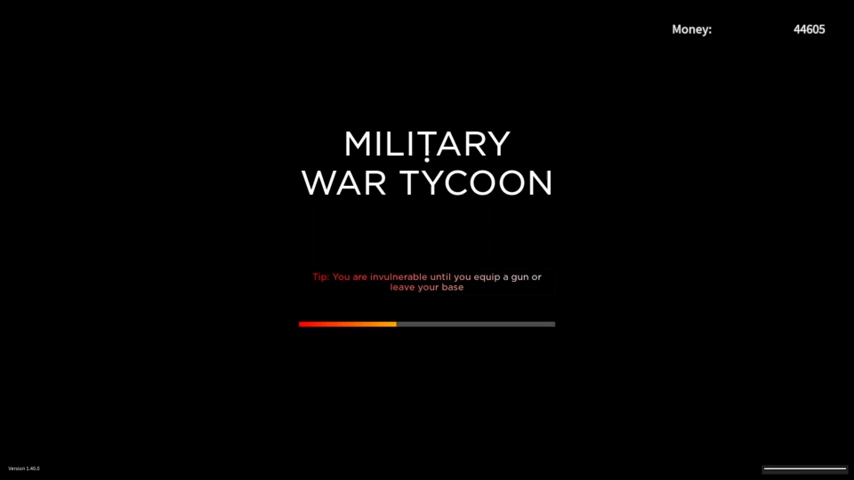 Money: 44605
MILITARY
WAR TYCOON
Tip: You are invulnerable until you equip a gun or
leave your base
Version 1.40.0